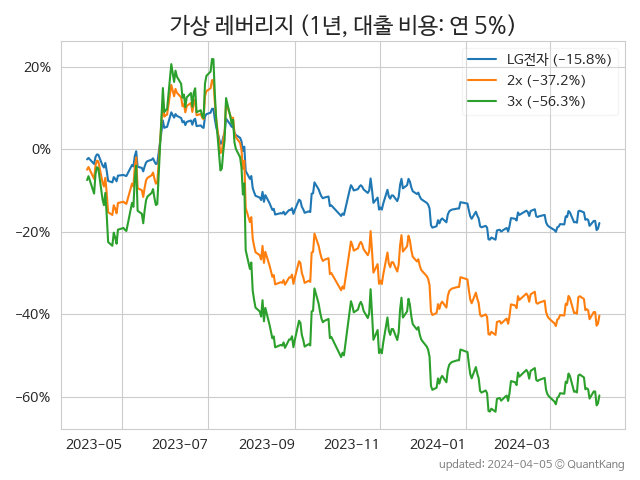 가상 레버리지 (1년, 대출 비용: 연 5%)
LG전자 (−15.8%)
2x (−37.2%)
3x (−56.3%)
20%
0%
−20%
−40%
−60%
2023-05 2023-07 2023-09 2023-11 2024-01 2024-03
updated: 2024-04-05 © QuantKang